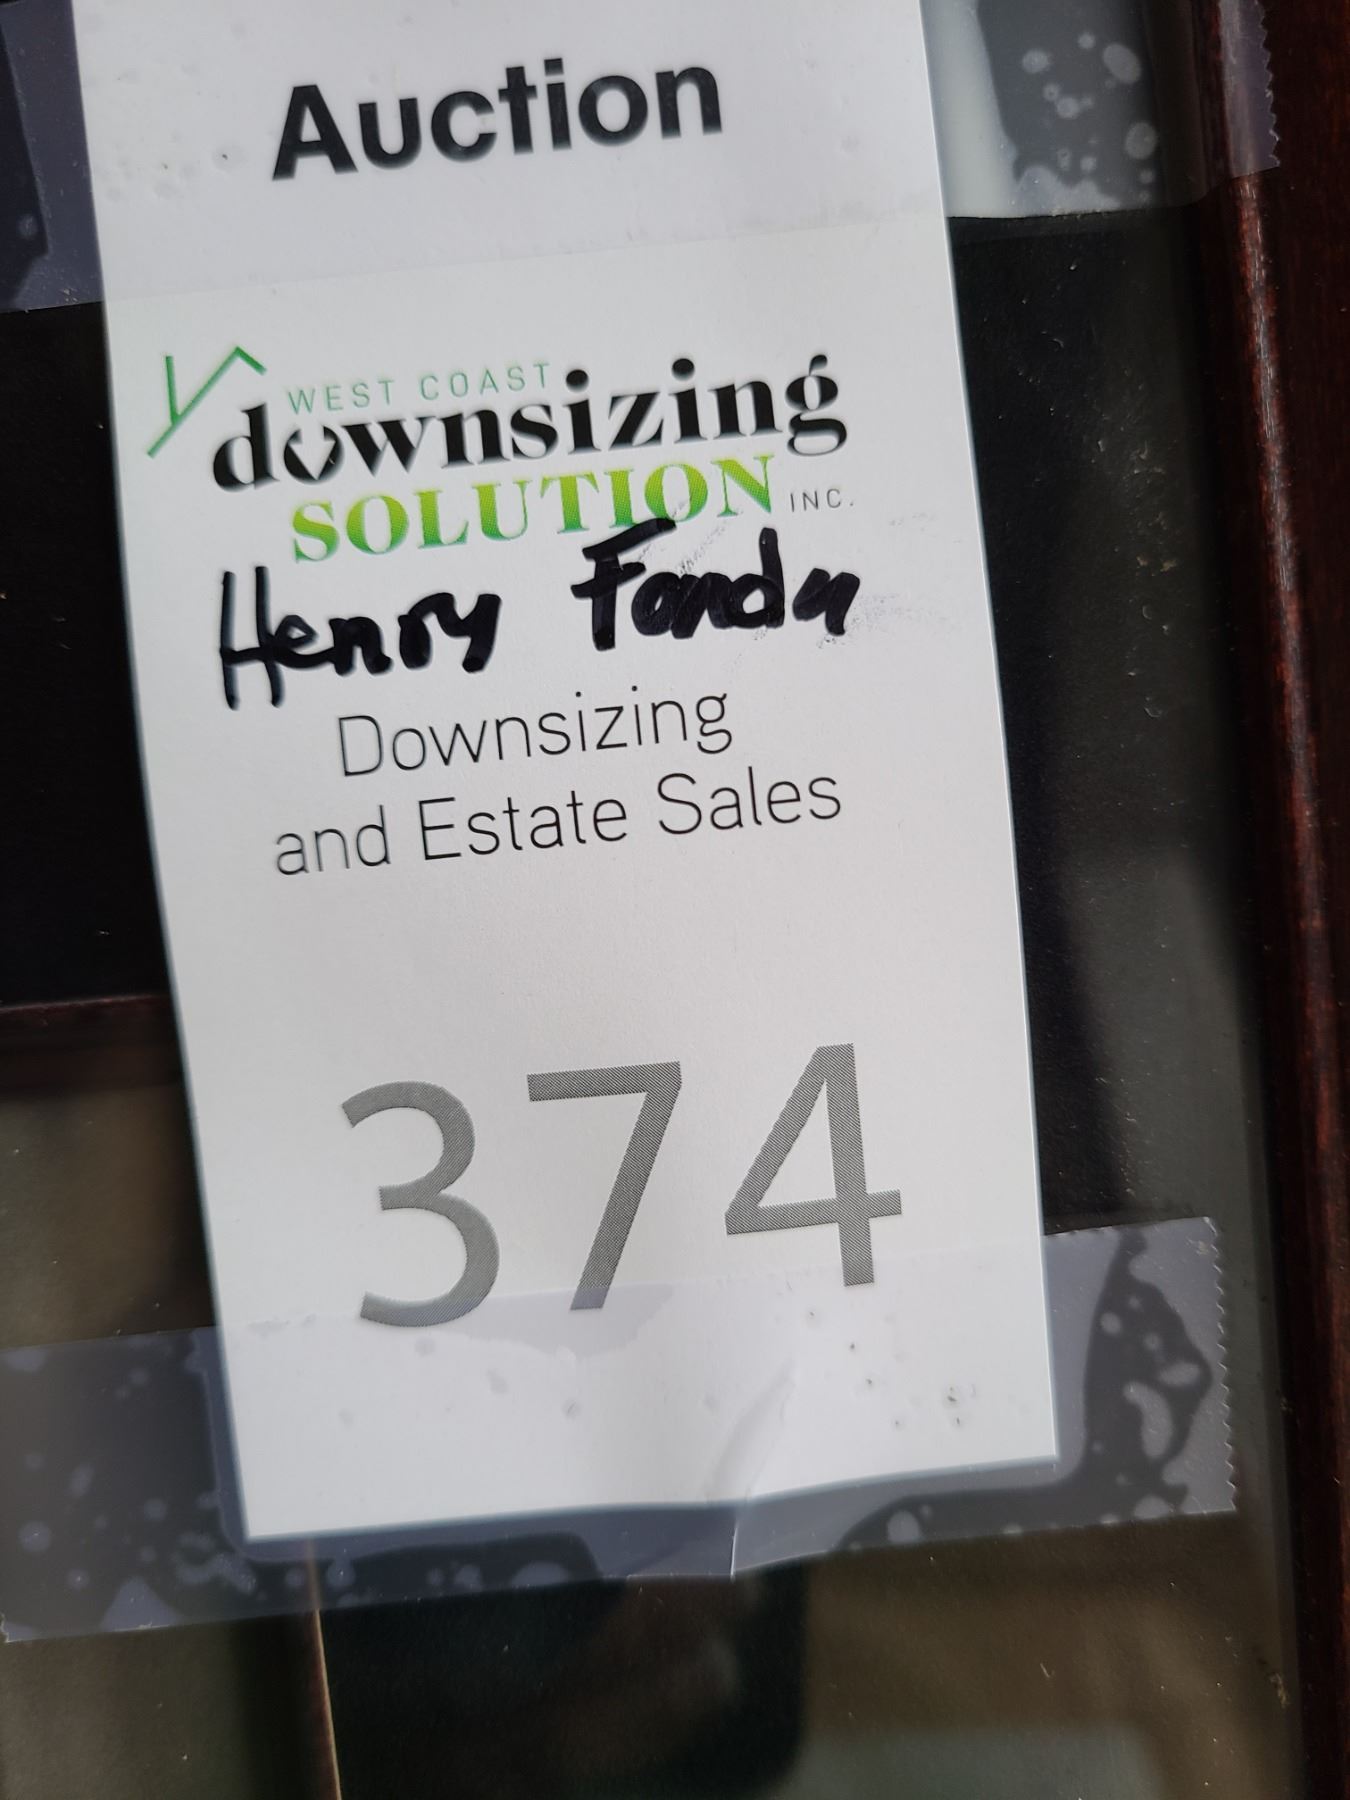 Auction
WEST COAST
downsizing
SOLUTION INC.
Henry Fonda
Downsizing
and Estate Sales
374